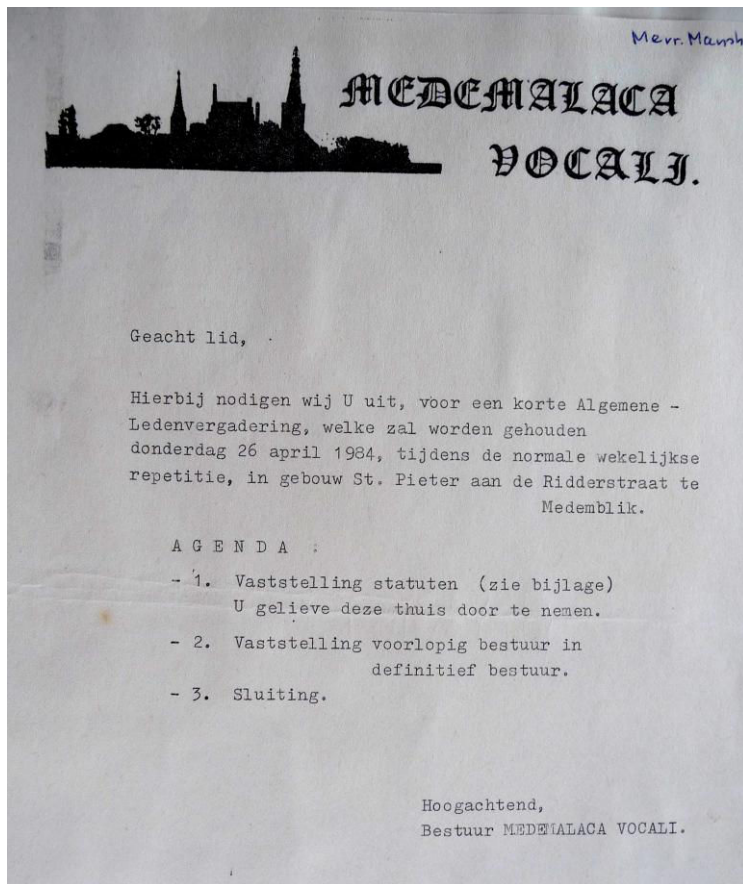 Mevr.
MEDEMALACA
VOCALI.
Geacht lid,
Hierbij nodigen wij U uit, voor een korte Algemene -
Ledenvergadering, welke zal worden gehouden
donderdag 26 april 1984, tijdens de normale wekelijkse
repetitie, in gebouw St. Pieter aan de Ridderstraat te
Medemblik.
A G E N D A :
- 1. Vaststelling statuten (zie bijlage)
U gelieve deze thuis door te nemen.
- 2. Vaststelling voorlopig bestuur in
definitief bestuur.
- 3. Sluiting.
Hoogachtend,
Bestuur MEDEMALACA VOCALI.